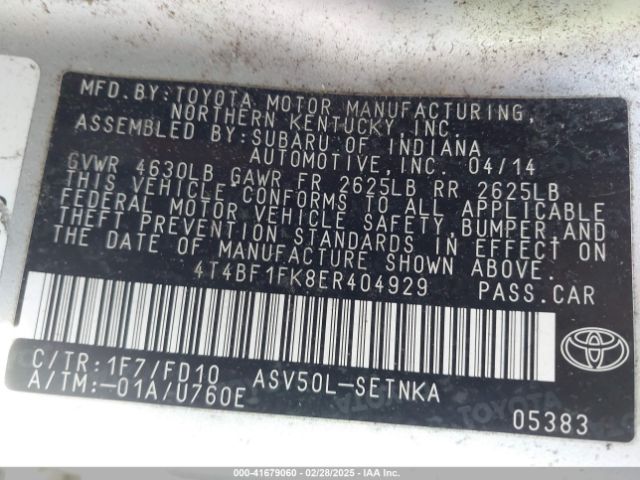 MFD. BY: TOYOTA MOTOR MANUFACTURING,
NORTHERN KENTUCKY, INC.
ASSEMBLED BY: SUBARU OF INDIANA
AUTOMOTIVE, INC. 04/14
GVWR 4630LB GAWR FR 2625LB RR 2625LB
THIS VEHICLE CONFORMS TO ALL APPLICABLE
FEDERAL MOTOR VEHICLE SAFETY, BUMPER, AND
THEFT PREVENTION STANDARDS IN EFFECT ON
THE DATE OF MANUFACTURE SHOWN ABOVE.
4T4BF1FK8ER404929 PASS. CAR
C/TR: 1F7/FD10 ASV50L-SETNKA
A/TM:-01A/U760E
05383
00-41679060 | 02/28/2025 | IAA Inc.